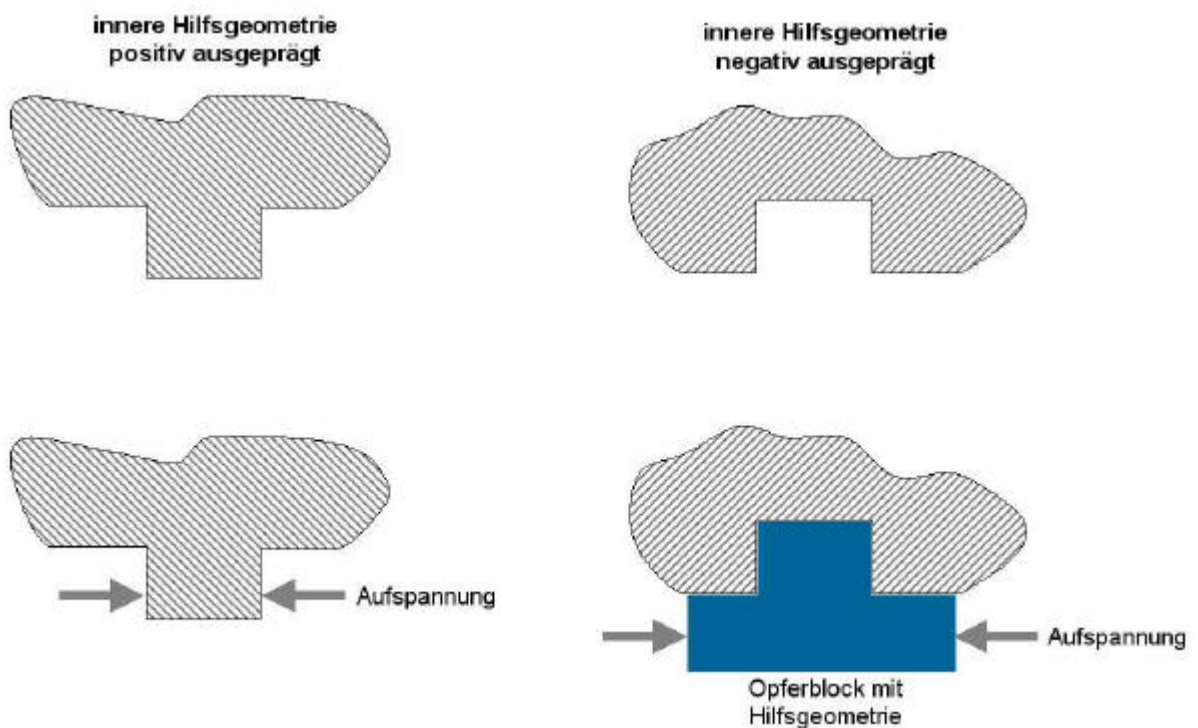 innere Hilfsgeometrie
positiv ausgeprägt
innere Hilfsgeometrie
negativ ausgeprägt
Aufspannung
Aufspannung
Opferblock mit
Hilfsgeometrie